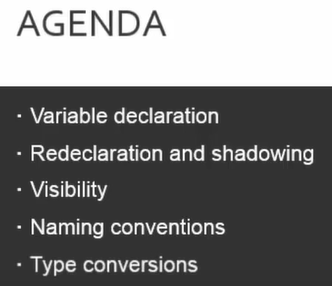 AGENDA
· Variable declaration
· Redeclaration and shadowing
· Visibility
· Naming conventions
· Type conversions